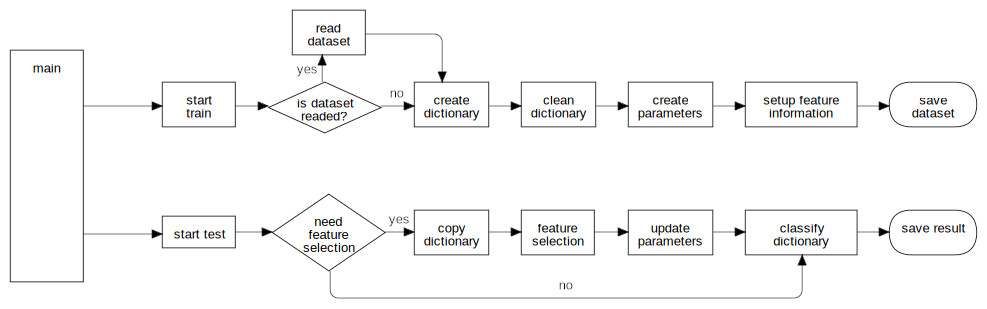 main
read
dataset
yes
start
train
is dataset
readed?
no
create
dictionary
clean
dictionary
create
parameters
setup feature
information
save
dataset
start test
need
feature
selection
yes
copy
dictionary
feature
selection
update
parameters
classify
dictionary
save result
no